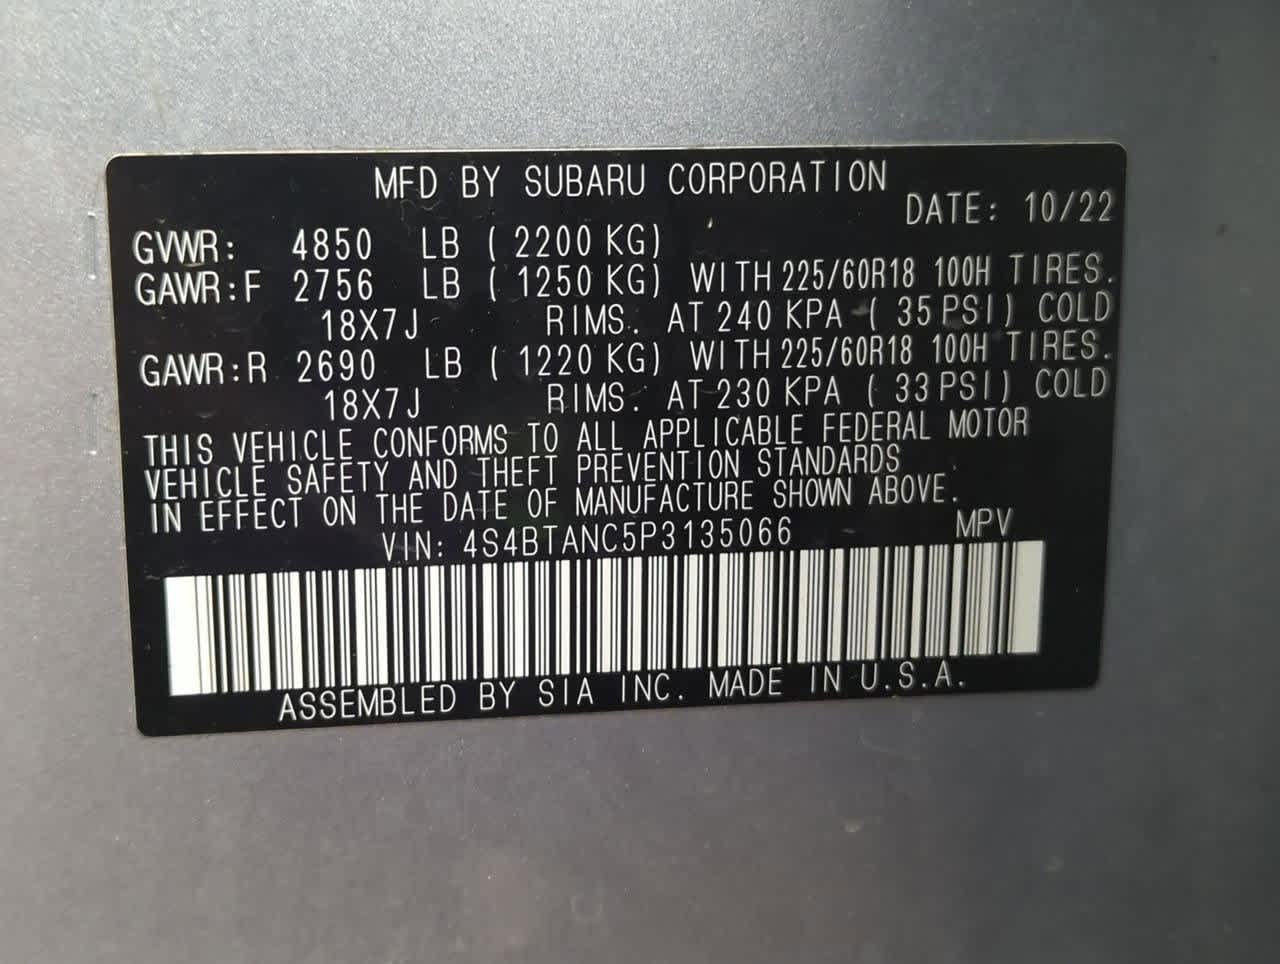 MFD BY SUBARU CORPORATION
DATE: 10/22
GVWR: 4850 LB ( 2200 KG)
GAWR:F 2756 LB ( 1250 KG) WITH 225/60R18 100H TIRES.
18X7J RIMS. AT 240 KPA ( 35 PSI) COLD
GAWR:R 2690 LB ( 1220 KG) WITH 225/60R18 100H TIRES.
18X7J RIMS. AT 230 KPA ( 33 PSI) COLD
THIS VEHICLE CONFORMS TO ALL APPLICABLE FEDERAL MOTOR
VEHICLE SAFETY AND THEFT PREVENTION STANDARDS
IN EFFECT ON THE DATE OF MANUFACTURE SHOWN ABOVE.
VIN: 4S4BTANC5P3135066 MPV
ASSEMBLED BY SIA INC. MADE IN U.S.A.